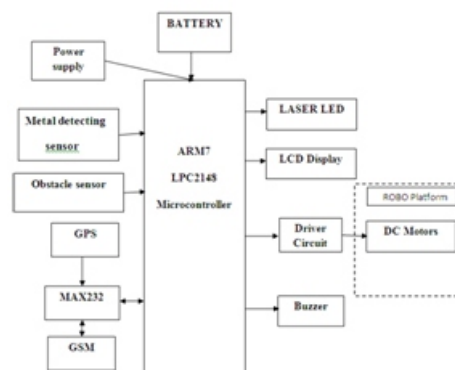 BATTERY
Power
supply
Metal detecting
sensor
Obstacle sensor
GPS
MAX232
GSM
ARM7
LPC2148
Microcontroller
LASER LED
LCD Display
Driver
Circuit
ROBO Platform
DC Motors
Buzzer